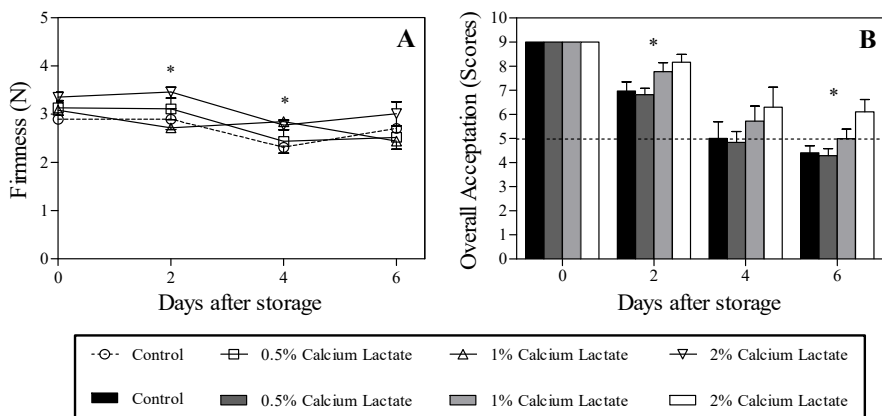 A
Firmness (N)
5
4
3
2
1
*
*
0
2
4
6
Days after storage
B
Overall Acceptation (Scores)
10
9
8
7
6
5
4
3
2
1
0
*
*
0
2
4
6
Days after storage
Control
0.5% Calcium Lactate
1% Calcium Lactate
2% Calcium Lactate
Control
0.5% Calcium Lactate
1% Calcium Lactate
2% Calcium Lactate